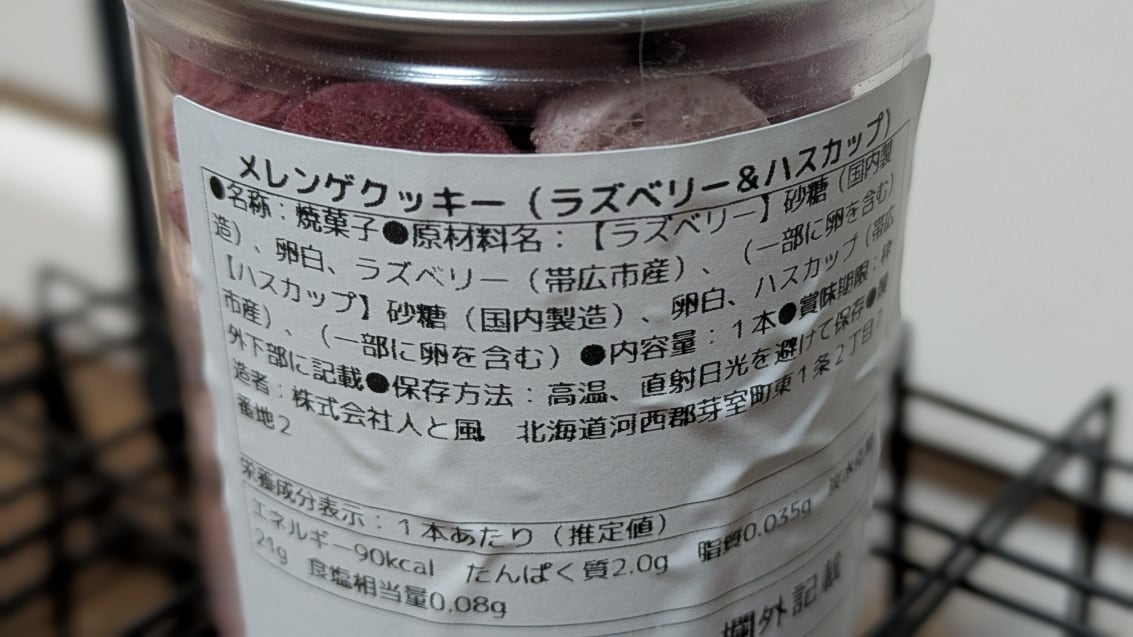 メレンゲクッキー（ラズベリー＆ハスカップ）
●名称：焼菓子●原材料名：【ラズベリー】砂糖（国内製
造）、卵白、ラズベリー（帯広市産）、（一部に卵を含む）
【ハスカップ】砂糖（国内製造）、卵白、ハスカップ（帯広
市産）、（一部に卵を含む）●内容量：１本●賞味期限：枠
外下部に記載●保存方法：高温、直射日光を避けて保存●製
造者：株式会社人と風　北海道河西郡芽室町東１条２丁目
番地２
栄養成分表示：１本あたり（推定値）
エネルギー90kcal　たんぱく質2.0g　脂質0.035g　炭水化物
21g　食塩相当量0.08g
欄外記載